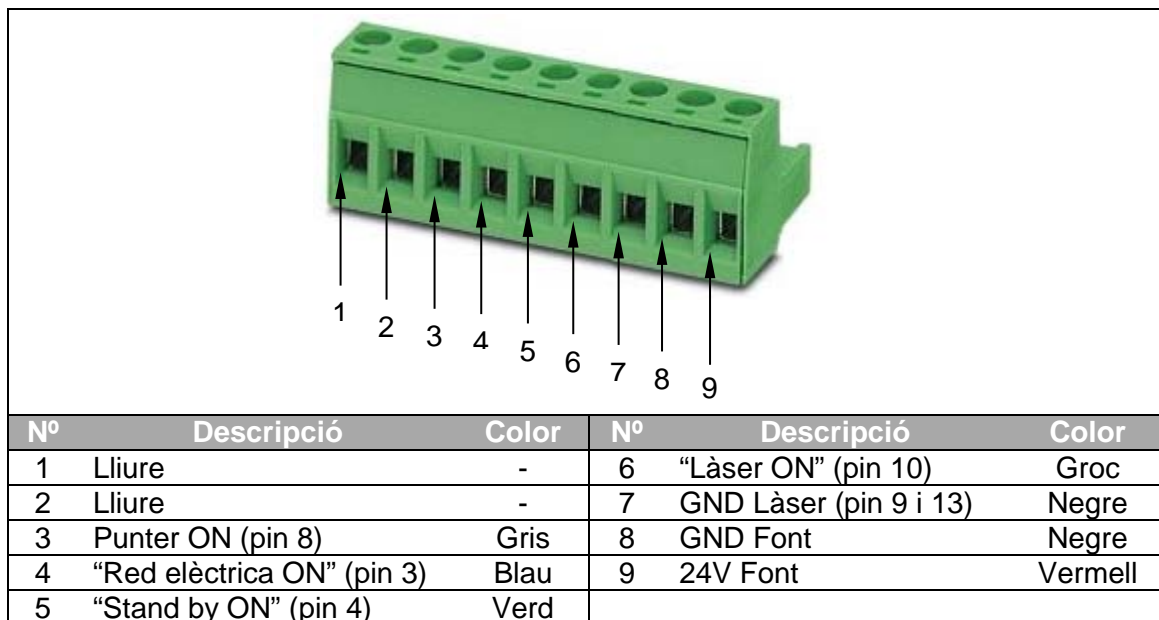 1
2
3
4
5
6
7
8
9
Nº Descripció Color Nº Descripció Color
1 Lliure - 6 “Làser ON” (pin 10) Groc
2 Lliure - 7 GND Làser (pin 9 i 13) Negre
3 Punter ON (pin 8) Gris 8 GND Font Negre
4 “Red elèctrica ON” (pin 3) Blau 9 24V Font Vermell
5 “Stand by ON” (pin 4) Verd